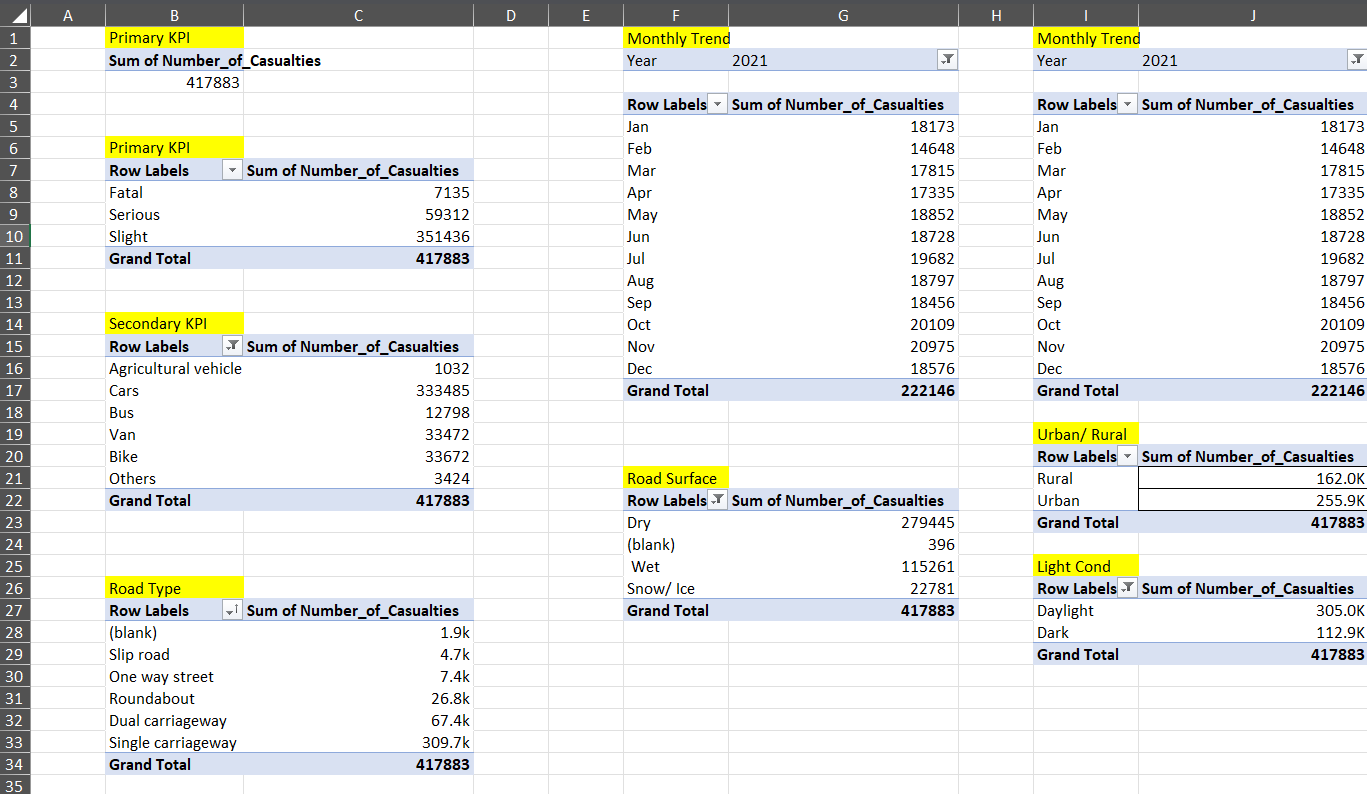 A B C D E F G H I J
1 Primary KPI Monthly Trend Monthly Trend
2 Sum of Number_of_Casualties Year 2021 Year 2021
3 417883
4 Row Labels Sum of Number_of_Casualties Row Labels Sum of Number_of_Casualties
5 Jan 18173 Jan 18173
6 Primary KPI Feb 14648 Feb 14648
7 Row Labels Sum of Number_of_Casualties Mar 17815 Mar 17815
8 Fatal 7135 Apr 17335 Apr 17335
9 Serious 59312 May 18852 May 18852
10 Slight 351436 Jun 18728 Jun 18728
11 Grand Total 417883 Jul 19682 Jul 19682
12 Aug 18797 Aug 18797
13 Sep 18456 Sep 18456
14 Secondary KPI Oct 20109 Oct 20109
15 Row Labels Sum of Number_of_Casualties Nov 20975 Nov 20975
16 Agricultural vehicle 1032 Dec 18576 Dec 18576
17 Cars 333485 Grand Total 222146 Grand Total 222146
18 Bus 12798
19 Van 33472 Urban/ Rural
20 Bike 33672 Row Labels Sum of Number_of_Casualties
21 Others 3424 Road Surface Rural 162.0K
22 Grand Total 417883 Row Labels Sum of Number_of_Casualties Urban 255.9K
23 Dry 279445 Grand Total 417883
24 (blank) 396
25 Wet 115261 Light Cond
26 Road Type Snow/ Ice 22781 Row Labels Sum of Number_of_Casualties
27 Row Labels Sum of Number_of_Casualties Grand Total 417883 Daylight 305.0K
28 (blank) 1.9k Dark 112.9K
29 Slip road 4.7k Grand Total 417883
30 One way street 7.4k
31 Roundabout 26.8k
32 Dual carriageway 67.4k
33 Single carriageway 309.7k
34 Grand Total 417883
35